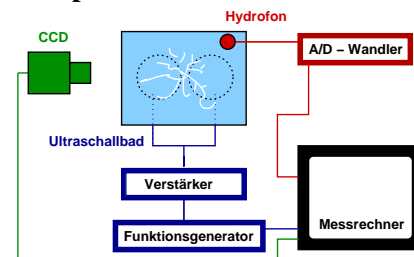 Hydrofon
CCD
A/D – Wandler
Ultraschallbad
Verstärker
Messrechner
Funktionsgenerator